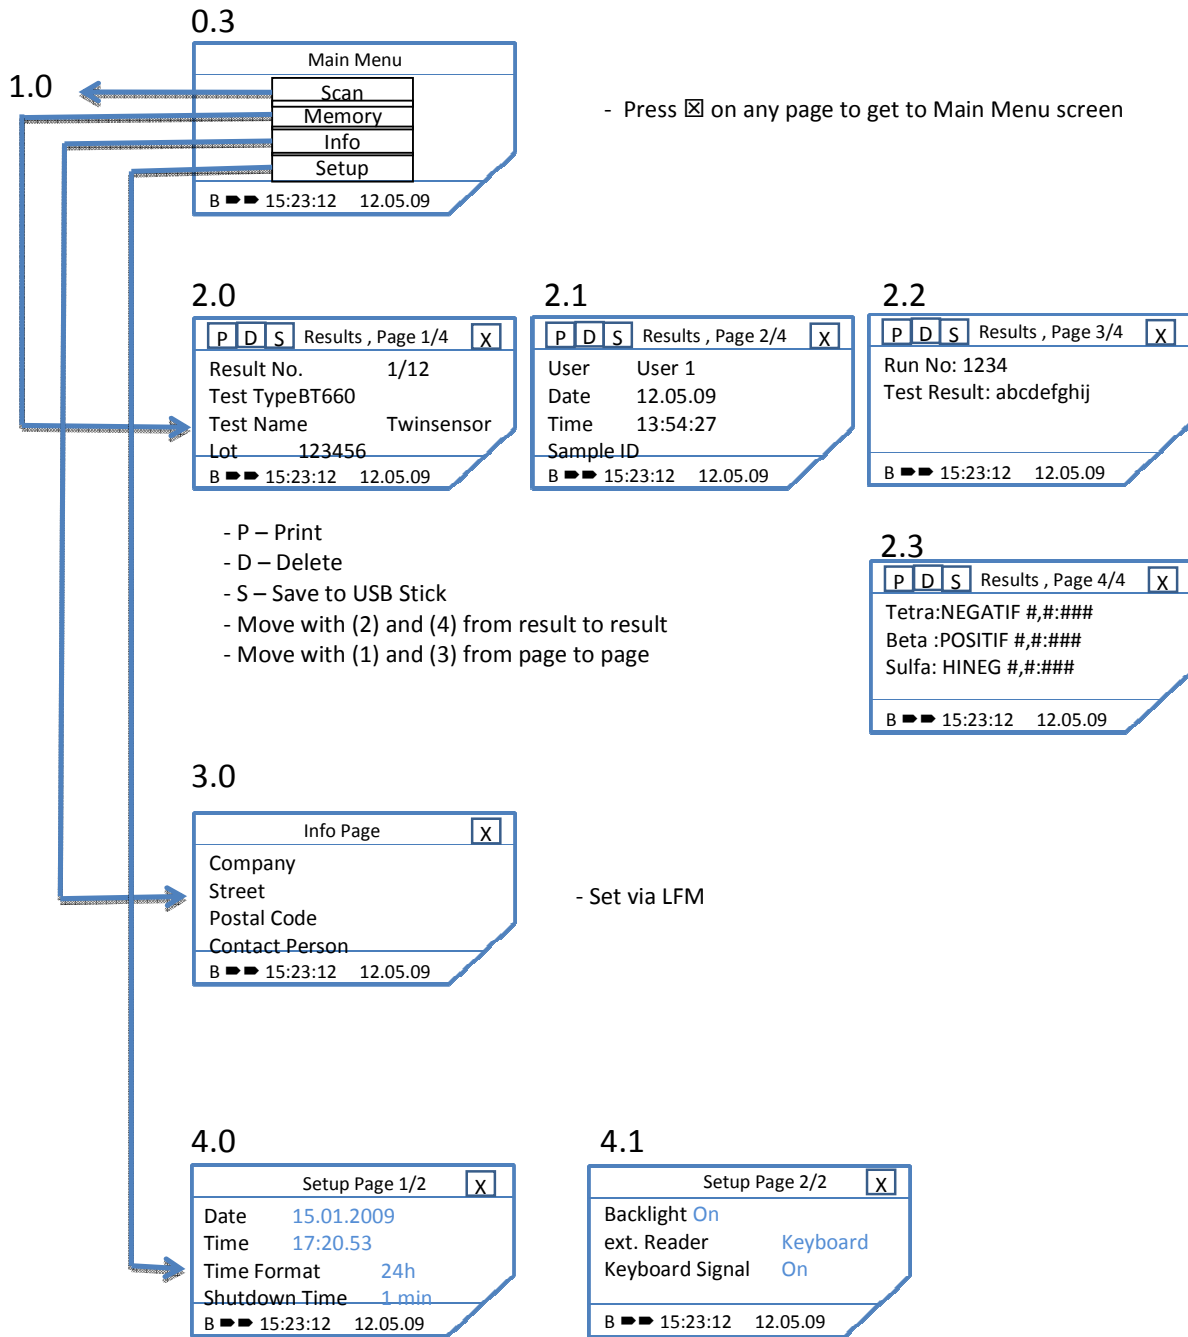 0.3
Main Menu
1.0
Scan
Memory
Info
Setup
B 15:23:12 12.05.09
- Press ☒ on any page to get to Main Menu screen
2.0
P D S Results , Page 1/4 X
Result No. 1/12
Test TypeBT660
Test Name Twinsensor
Lot 123456
B 15:23:12 12.05.09
2.1
P D S Results , Page 2/4 X
User User 1
Date 12.05.09
Time 13:54:27
Sample ID
B 15:23:12 12.05.09
2.2
P D S Results , Page 3/4 X
Run No: 1234
Test Result: abcdefghij
B 15:23:12 12.05.09
- P – Print
- D – Delete
- S – Save to USB Stick
- Move with (2) and (4) from result to result
- Move with (1) and (3) from page to page
2.3
P D S Results , Page 4/4 X
Tetra:NEGATIF #,#:###
Beta :POSITIF #,#:###
Sulfa: HINEG #,#:###
B 15:23:12 12.05.09
3.0
Info Page X
Company
Street
Postal Code
Contact Person
B 15:23:12 12.05.09
- Set via LFM
4.0
Setup Page 1/2 X
Date 15.01.2009
Time 17:20.53
Time Format 24h
Shutdown Time 1 min
B 15:23:12 12.05.09
4.1
Setup Page 2/2 X
Backlight On
ext. Reader Keyboard
Keyboard Signal On
B 15:23:12 12.05.09